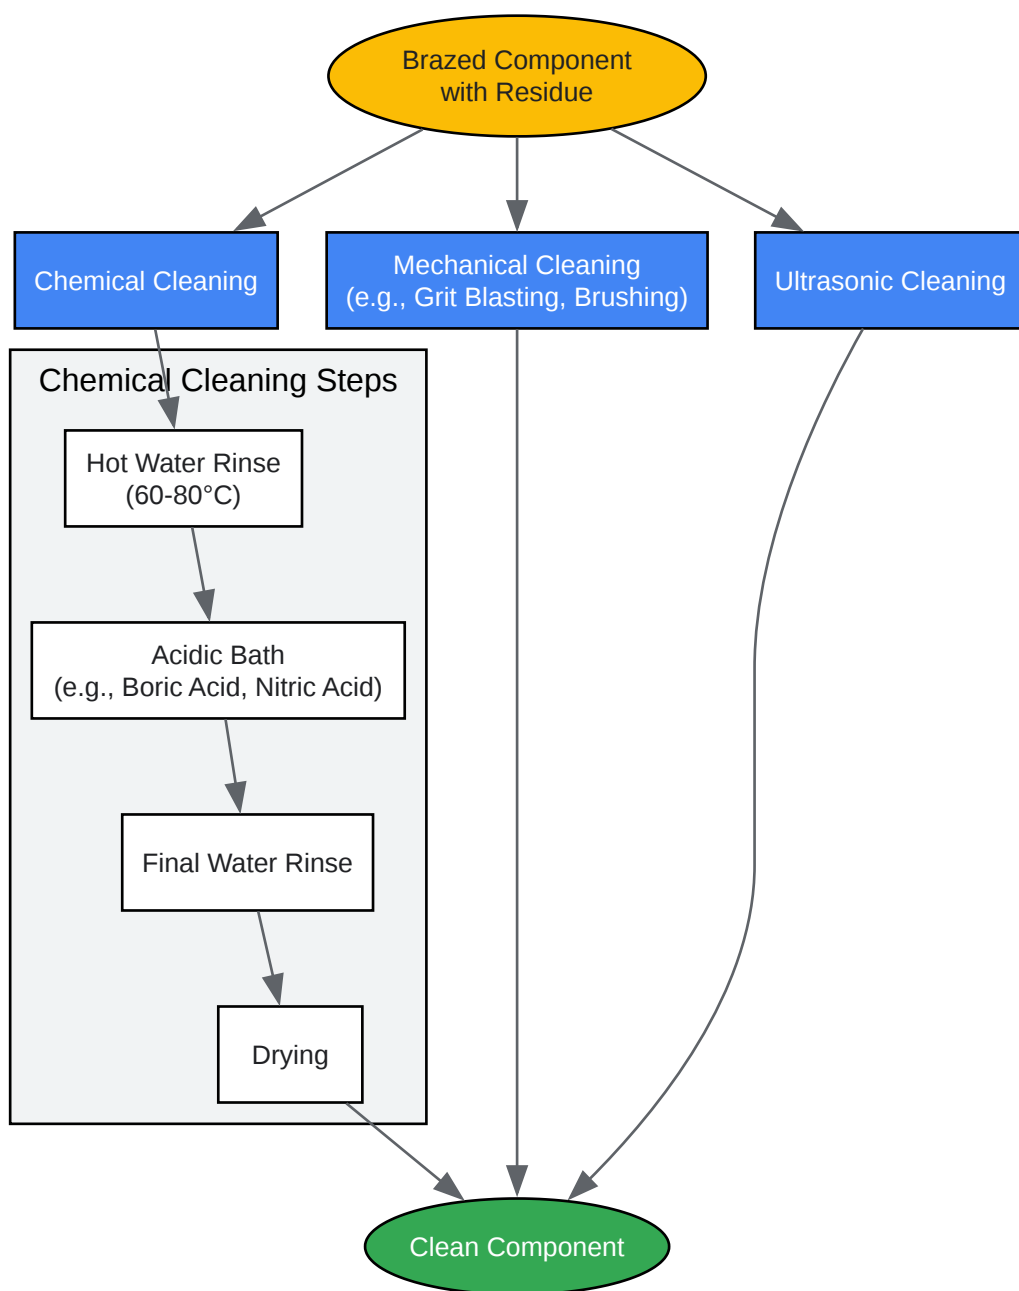 Brazed Component
with Residue
Chemical Cleaning
Mechanical Cleaning
(e.g., Grit Blasting, Brushing)
Ultrasonic Cleaning
Chemical Cleaning Steps
Hot Water Rinse
(60-80°C)
Acidic Bath
(e.g., Boric Acid, Nitric Acid)
Final Water Rinse
Drying
Clean Component